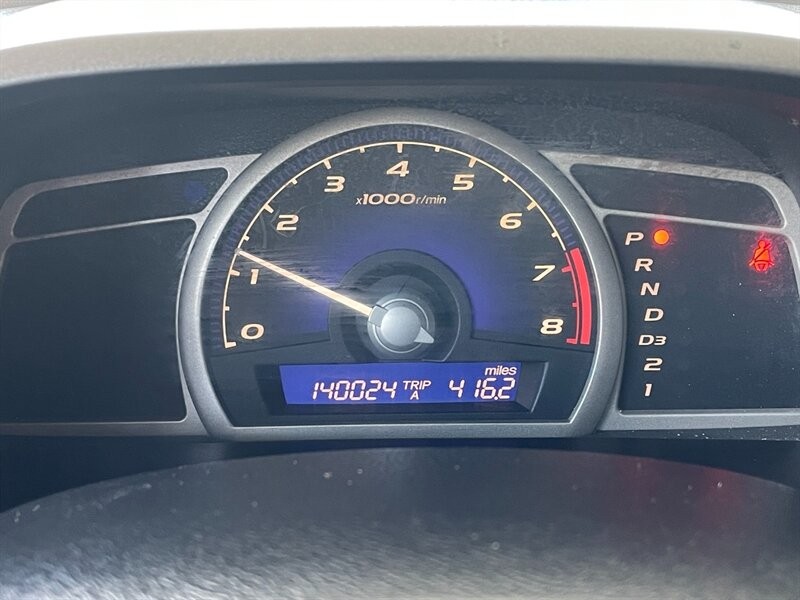 4
3 5
x1000r/min
2 6
1 7
0 8
miles
140024 TRIP A 416.2
P
R
N
D
D3
2
1